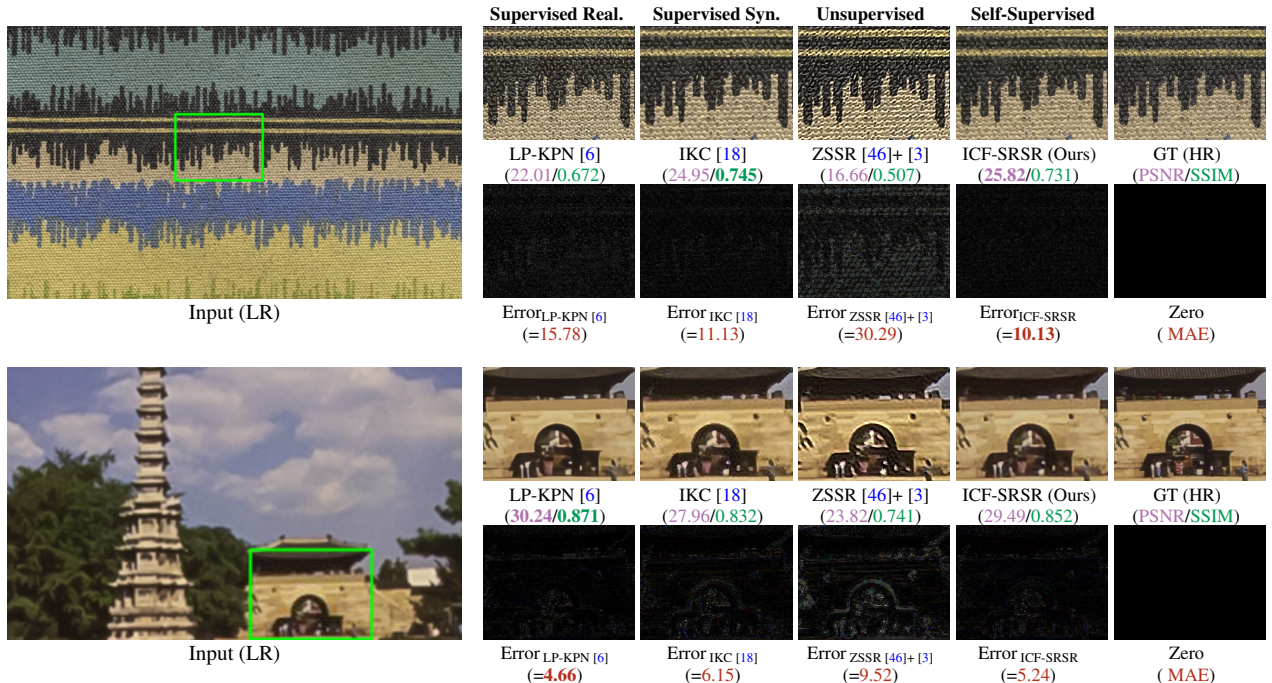 Supervised Real. Supervised Syn. Unsupervised Self-Supervised
LP-KPN [6] IKC [18] ZSSR [46]+ [3] ICF-SRSR (Ours) GT (HR)
(22.01/0.672) (24.95/0.745) (16.66/0.507) (25.82/0.731) (PSNR/SSIM)
Input (LR)
Error LP-KPN [6] Error IKC [18] Error ZSSR [46]+ [3] Error ICF-SRSR Zero
(=15.78) (=11.13) (=30.29) (=10.13) ( MAE)
LP-KPN [6] IKC [18] ZSSR [46]+ [3] ICF-SRSR (Ours) GT (HR)
(30.24/0.871) (27.96/0.832) (23.82/0.741) (29.49/0.852) (PSNR/SSIM)
Input (LR)
Error LP-KPN [6] Error IKC [18] Error ZSSR [46]+ [3] Error ICF-SRSR Zero
(=4.66) (=6.15) (=9.52) (=5.24) ( MAE)